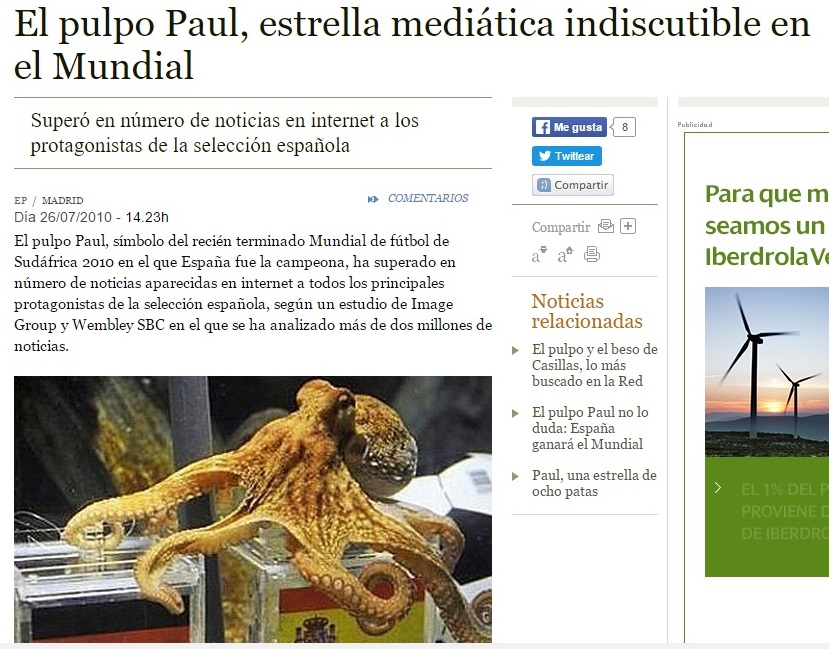 El pulpo Paul, estrella mediática indiscutible en
el Mundial
Superó en número de noticias en internet a los
protagonistas de la selección española
EP / MADRID
COMENTARIOS
Día 26/07/2010 - 14.23h
El pulpo Paul, símbolo del recién terminado Mundial de fútbol de
Sudáfrica 2010 en el que España fue la campeona, ha superado en
número de noticias aparecidas en internet a todos los principales
protagonistas de la selección española, según un estudio de Image
Group y Wembley SBC en el que se ha analizado más de dos millones de
noticias.
Me gusta 8
Twittear
Compartir
Compartir
Noticias
relacionadas
El pulpo y el beso de
Casillas, lo más
buscado en la Red
El pulpo Paul no lo
duda: España
ganará el Mundial
Paul, una estrella de
ocho patas
Publicidad
Para que m
seamos un
Iberdrola Ve
EL 1% DEL P
PROVIENE D
DE IBERDRO